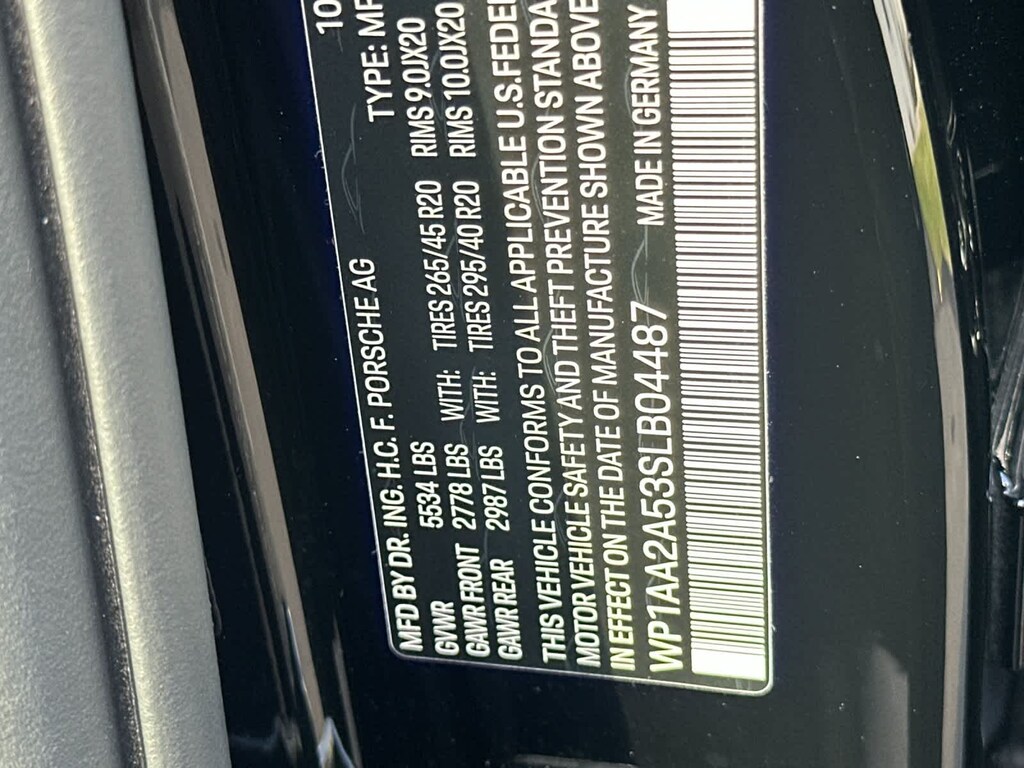 MFD BY DR. ING. H.C. F. PORSCHE AG 10
GVWR 5534 LBS TYPE:
GAWR FRONT 2778 LBS WITH: TIRES 265/45 R20 RIMS 9.0JX20
GAWR REAR 2987 LBS WITH: TIRES 295/40 R20 RIMS 10.0JX20
THIS VEHICLE CONFORMS TO ALL APPLICABLE U.S.FEDE
MOTOR VEHICLE SAFETY AND THEFT PREVENTION STANDA
IN EFFECT ON THE DATE OF MANUFACTURE SHOWN ABOVE
WP1AA2A53SLB04487 MADE IN GERMANY